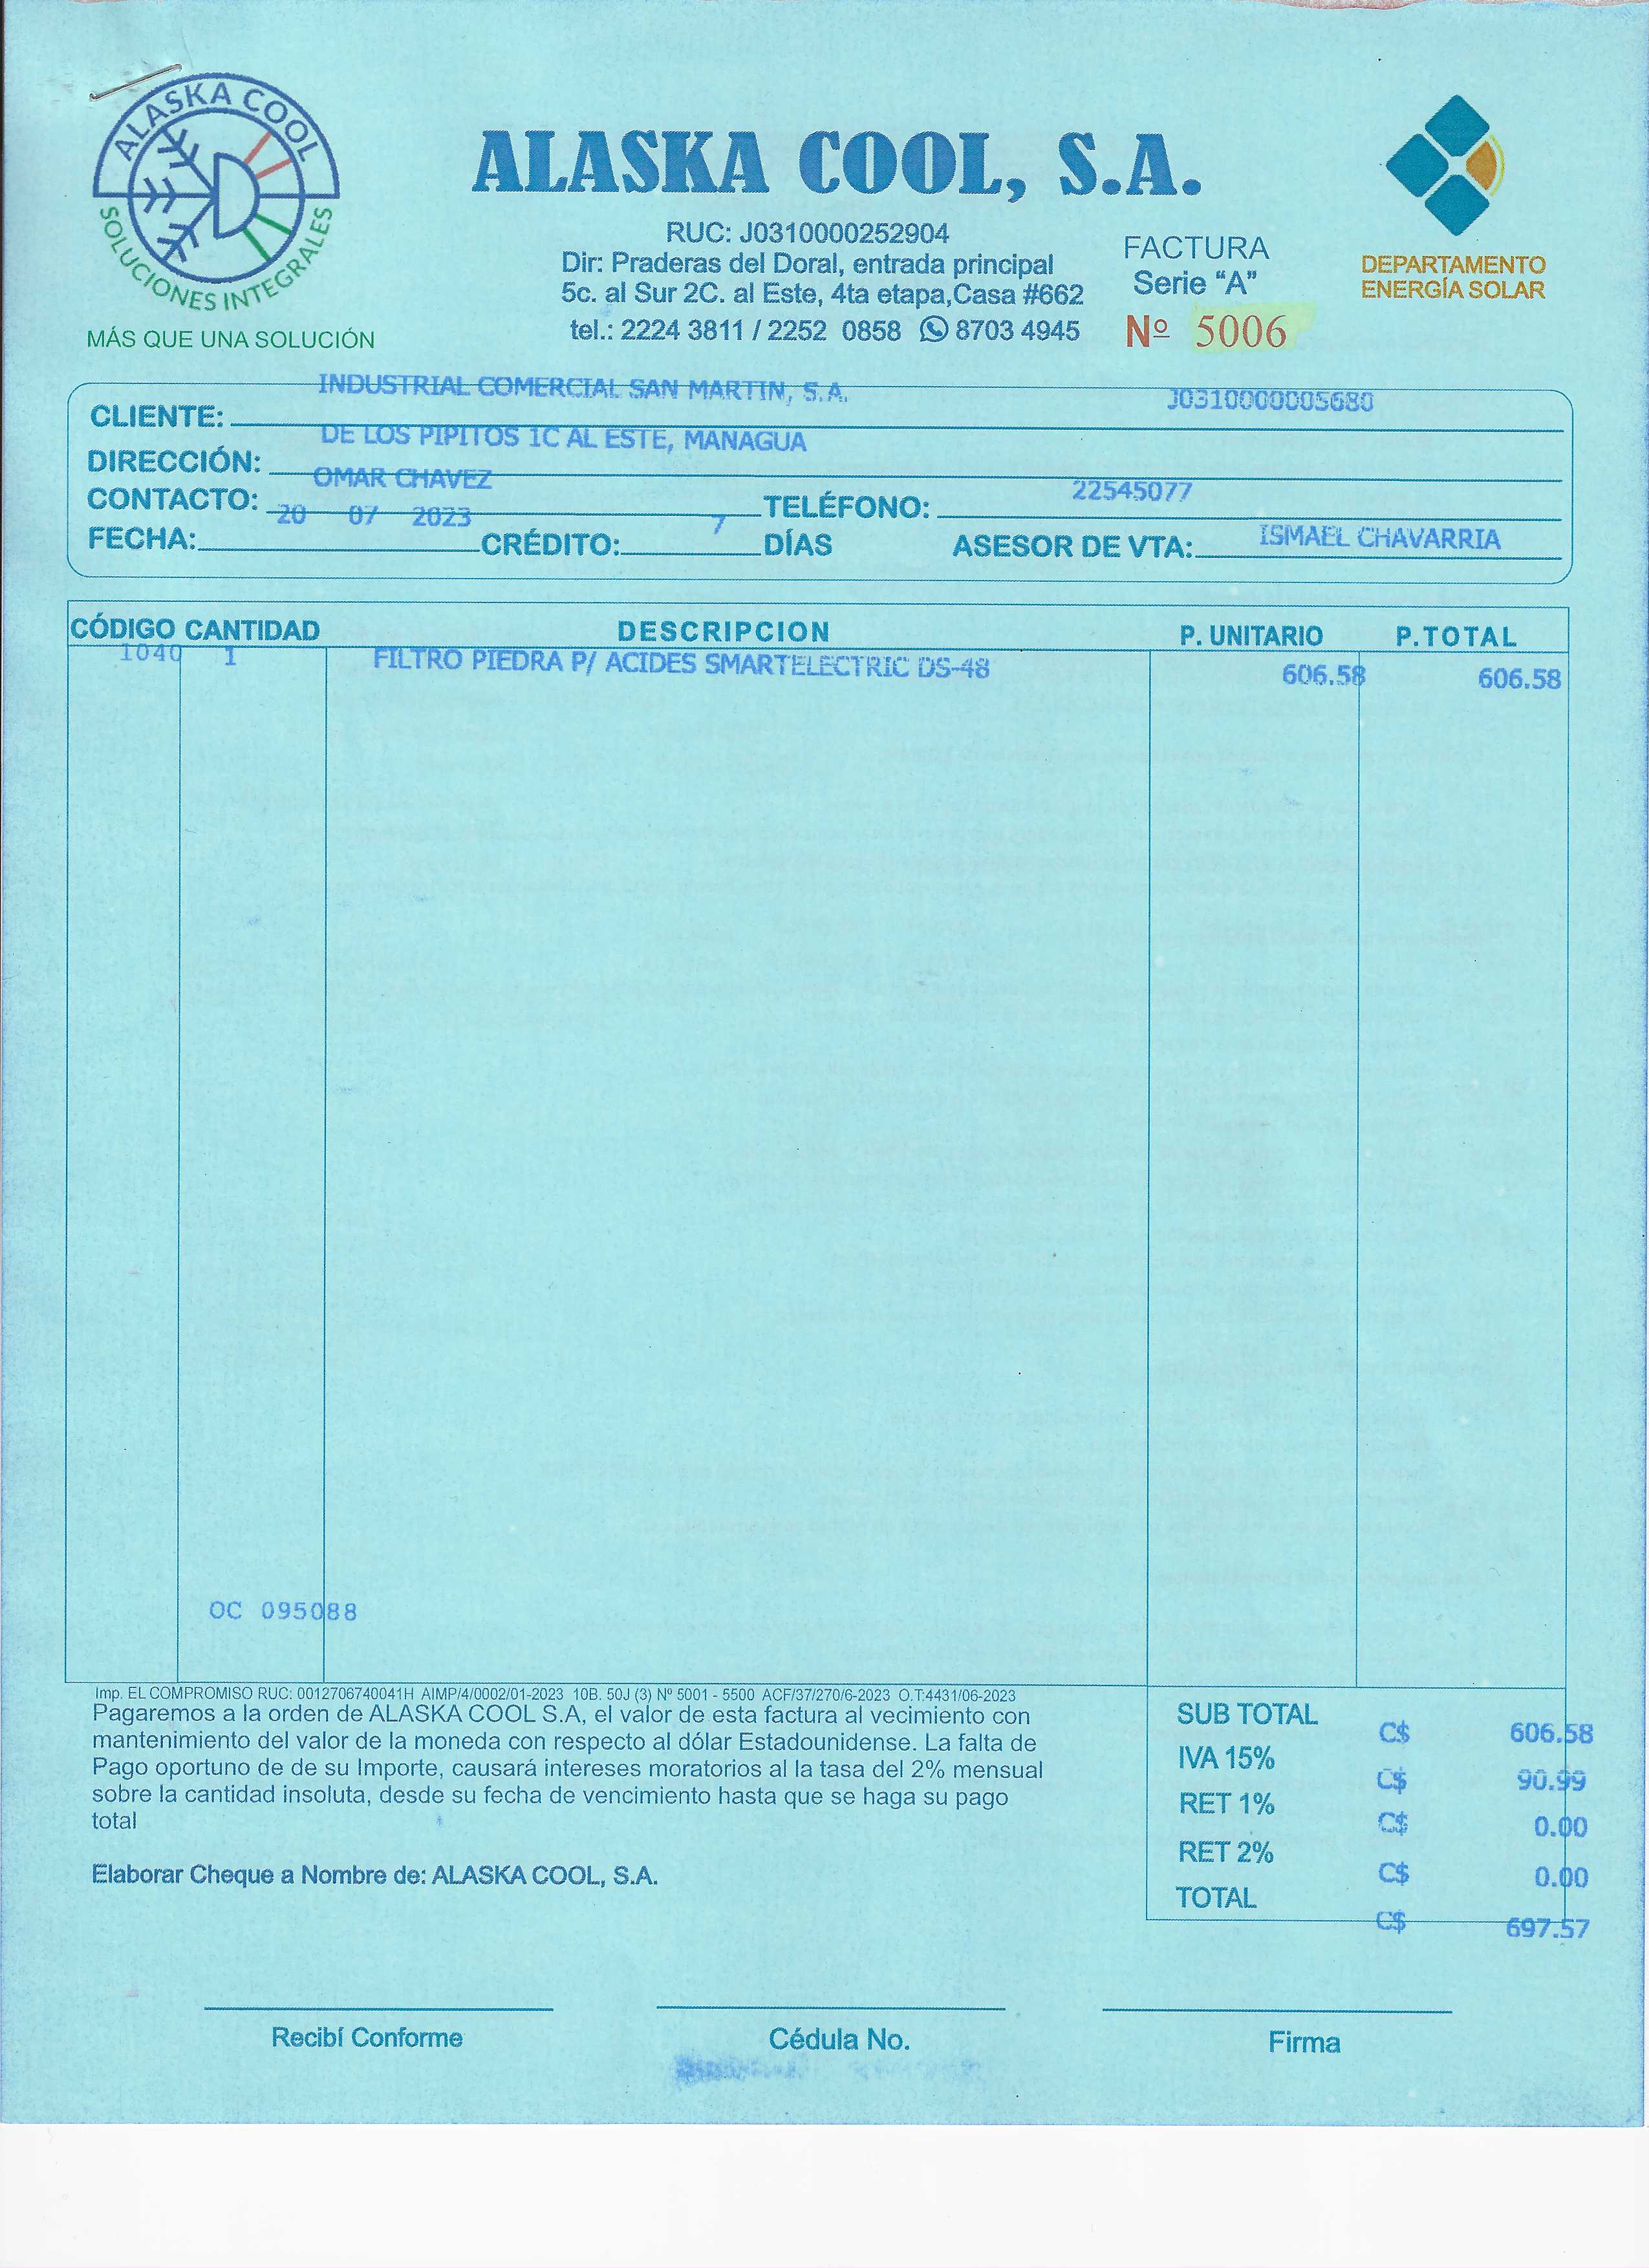 ALASKA COOL
SOLUCIONES INTEGRALES
MÁS QUE UNA SOLUCIÓN
ALASKA COOL, S.A.
RUC: J0310000252904
Dir: Praderas del Doral, entrada principal
5c. al Sur 2C. al Este, 4ta etapa,Casa #662
tel.: 2224 3811 / 2252 0858 8703 4945
FACTURA
Serie "A"
Nº 5006
DEPARTAMENTO
ENERGÍA SOLAR
CLIENTE: INDUSTRIAL COMERCIAL SAN MARTIN, S.A. J0310000005680
DIRECCIÓN: DE LOS PIPITOS 1C AL ESTE, MANAGUA
CONTACTO: OMAR CHAVEZ TELÉFONO: 22545077
FECHA: 20 07 2023 CRÉDITO: 7 DÍAS ASESOR DE VTA: ISMAEL CHAVARRIA
CÓDIGO CANTIDAD DESCRIPCION P. UNITARIO P.TOTAL
1040 1 FILTRO PIEDRA P/ ACIDES SMARTELECTRIC DS-48 606.58 606.58
OC 095088
Imp. EL COMPROMISO RUC: 0012706740041H AIMP/4/0002/01-2023 10B. 50J (3) Nº 5001 - 5500 ACF/37/270/6-2023 O.T:4431/06-2023
Pagaremos a la orden de ALASKA COOL S.A, el valor de esta factura al vecimiento con
mantenimiento del valor de la moneda con respecto al dólar Estadounidense. La falta de
Pago oportuno de de su Importe, causará intereses moratorios al la tasa del 2% mensual
sobre la cantidad insoluta, desde su fecha de vencimiento hasta que se haga su pago
total
Elaborar Cheque a Nombre de: ALASKA COOL, S.A.
SUB TOTAL C$ 606.58
IVA 15% C$ 90.99
RET 1% C$ 0.00
RET 2% C$ 0.00
TOTAL C$ 697.57
Recibí Conforme Cédula No. Firma